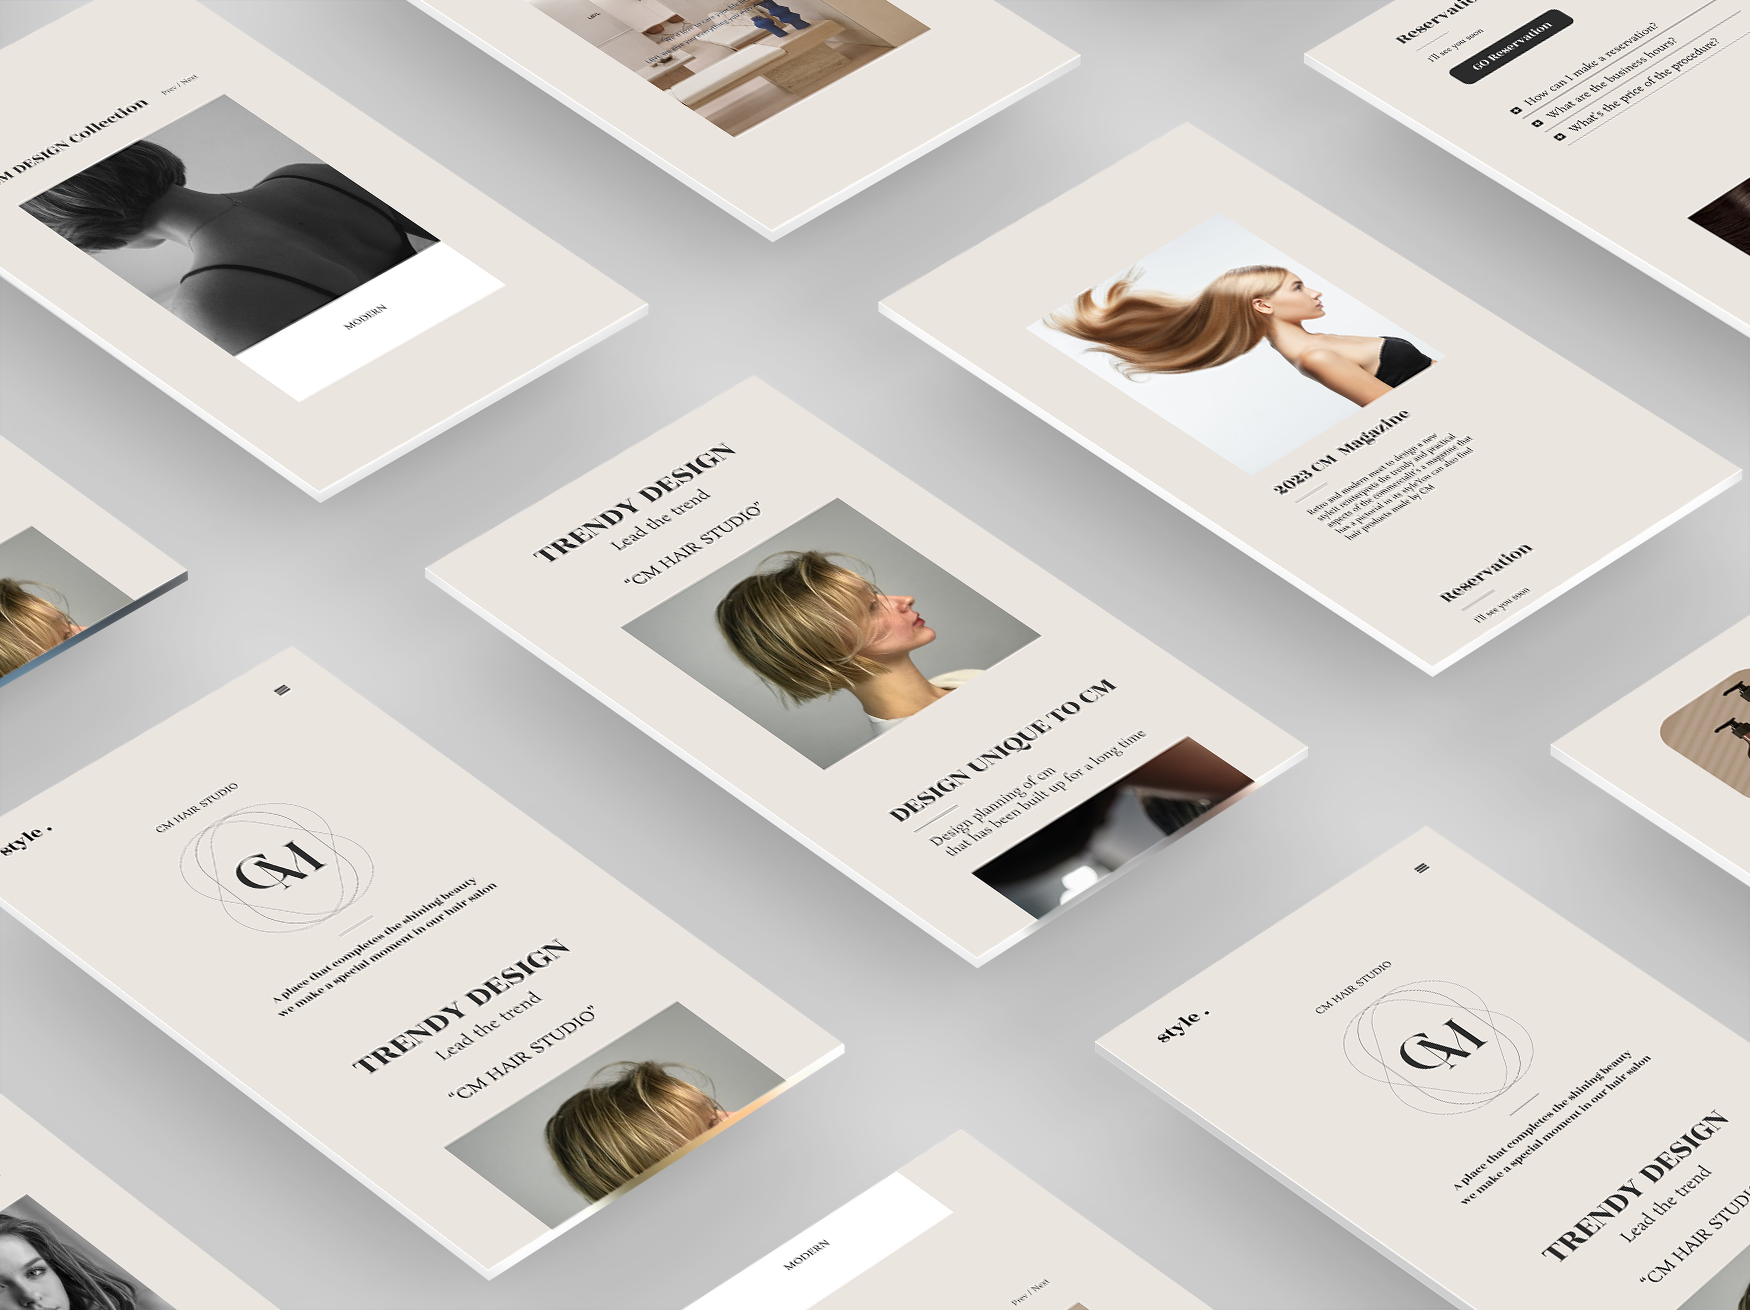 Prev / Next
M DESIGN Collection
MODERN
Reservatio
I'll see you soon
GO Reservation
How can I make a reservation?
What are the business hours?
What's the price of the procedure?
2023 CM Magazine
Retro and modern meet to design a new
styleIt reinterprets the trendy and practical
aspects of the commercialIt's a magazine that
has a pictorial in its styleYou can also find
hair products made by CM
Reservation
I'll see you soon
TRENDY DESIGN
Lead the trend
"CM HAIR STUDIO"
DESIGN UNIQUE TO CM
Design planning of cm
that has been built up for a long time
style .
CM HAIR STUDIO
CM
A place that completes the shining beauty
we make a special moment in our hair salon
TRENDY DESIGN
Lead the trend
"CM HAIR STUDIO"
style .
CM HAIR STUDIO
CM
A place that completes the shining beauty
we make a special moment in our hair salon
TRENDY DESIGN
Lead the trend
"CM HAIR STUDIO
MODERN
Prev / Next